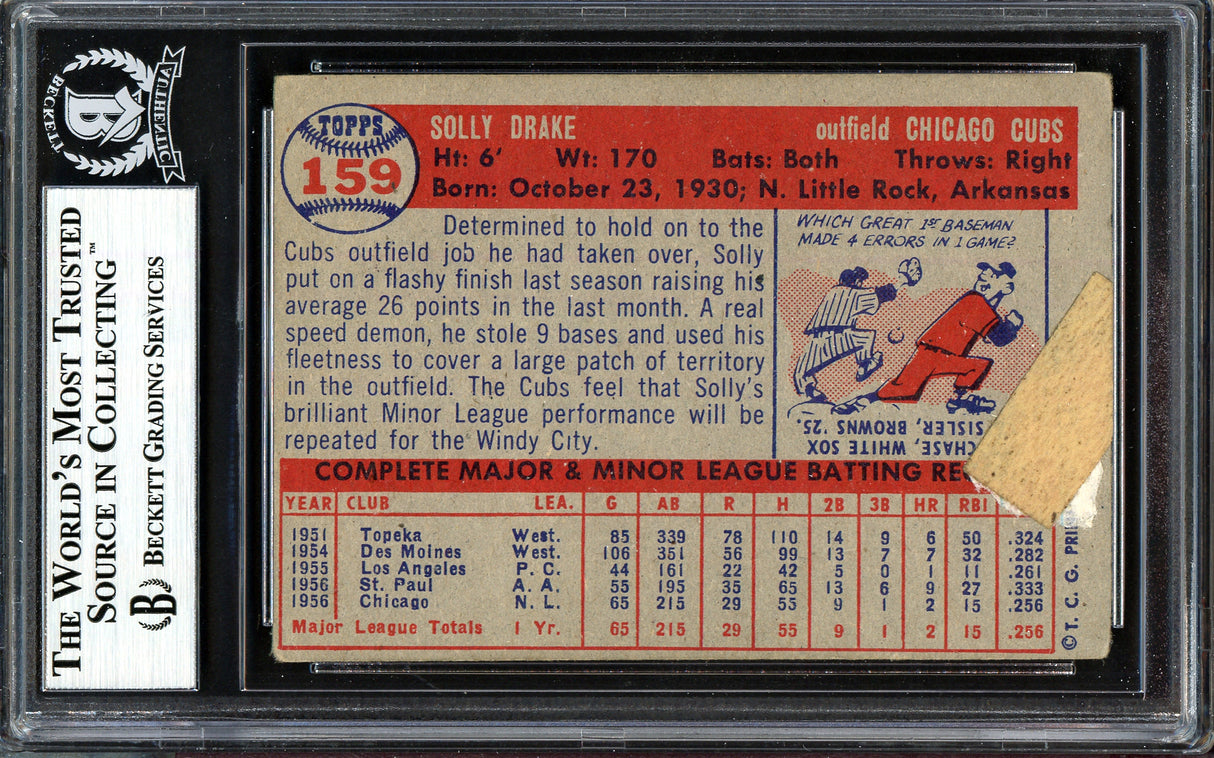 BECKETT
B
AUTHENTIC
THE WORLD'S MOST TRUSTED
SOURCE IN COLLECTING™
B BECKETT GRADING SERVICES
TOPPS
159
SOLLY DRAKE outfield CHICAGO CUBS
Ht: 6' Wt: 170 Bats: Both Throws: Right
Born: October 23, 1930; N. Little Rock, Arkansas
Determined to hold on to the
Cubs outfield job he had taken over, Solly
put on a flashy finish last season raising his
average 26 points in the last month. A real
speed demon, he stole 9 bases and used his
fleetness to cover a large patch of territory
in the outfield. The Cubs feel that Solly's
brilliant Minor League performance will be
repeated for the Windy City.
WHICH GREAT 1ST BASEMAN
MADE 4 ERRORS IN 1 GAME?
CHASE, WHITE SOX
SISLER, BROWNS '25.
COMPLETE MAJOR & MINOR LEAGUE BATTING RE
YEAR CLUB LEA. G AB R H 2B 3B HR RBI
1951 Topeka West. 85 339 78 110 14 9 6 50 .324
1954 Des Moines West. 106 351 56 99 13 7 7 32 .282
1955 Los Angeles P. C. 44 161 22 42 5 0 1 11 .261
1956 St. Paul A. A. 55 195 35 65 13 6 9 27 .333
1956 Chicago N. L. 65 215 29 55 9 1 2 15 .256
Major League Totals 1 Yr. 65 215 29 55 9 1 2 15 .256
©T. C. G. PRI